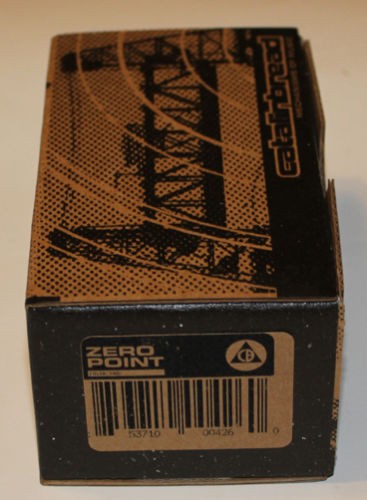 catalinbread
ZERO
POINT
CB
53710 00426 0